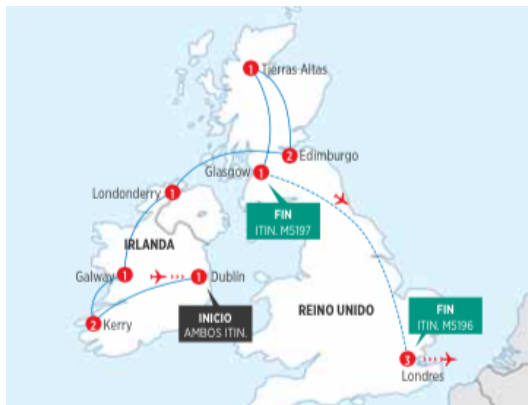 1 Tierras Altas
2 Edimburgo
Glasgow 1
Londonderry 1
FIN
ITIN. M5197
IRLANDA
Galway 1
1 Dublín
INICIO
AMBOS ITIN.
REINO UNIDO
2 Kerry
FIN
ITIN. M5196
3
Londres